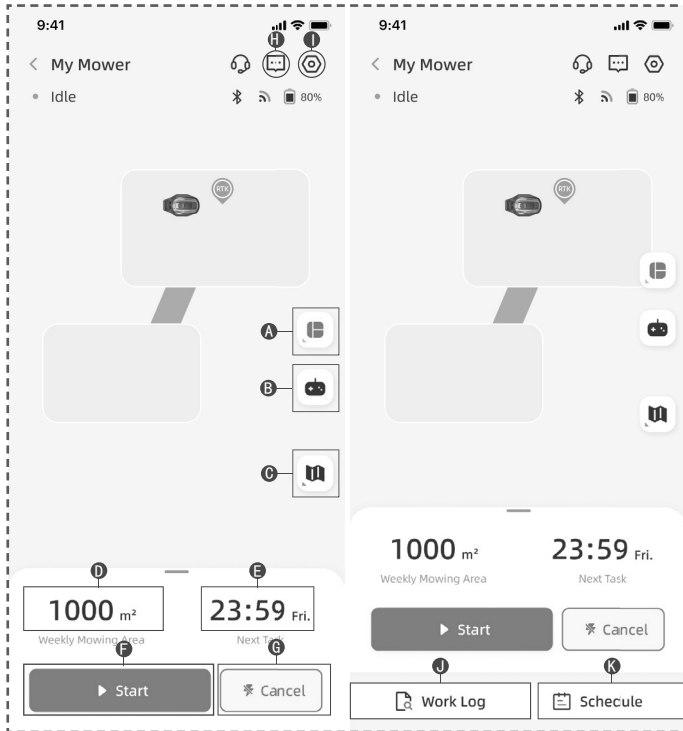 9:41
H I
My Mower
Idle
80%
RTK
A
B
C
D E
1000 m²
23:59 Fri.
Weekly Mowing Area
Next Task
F G
Start
Cancel
9:41
My Mower
Idle
80%
RTK
1000 m²
23:59 Fri.
Weekly Mowing Area
Next Task
Start
Cancel
J K
Work Log
Schedule